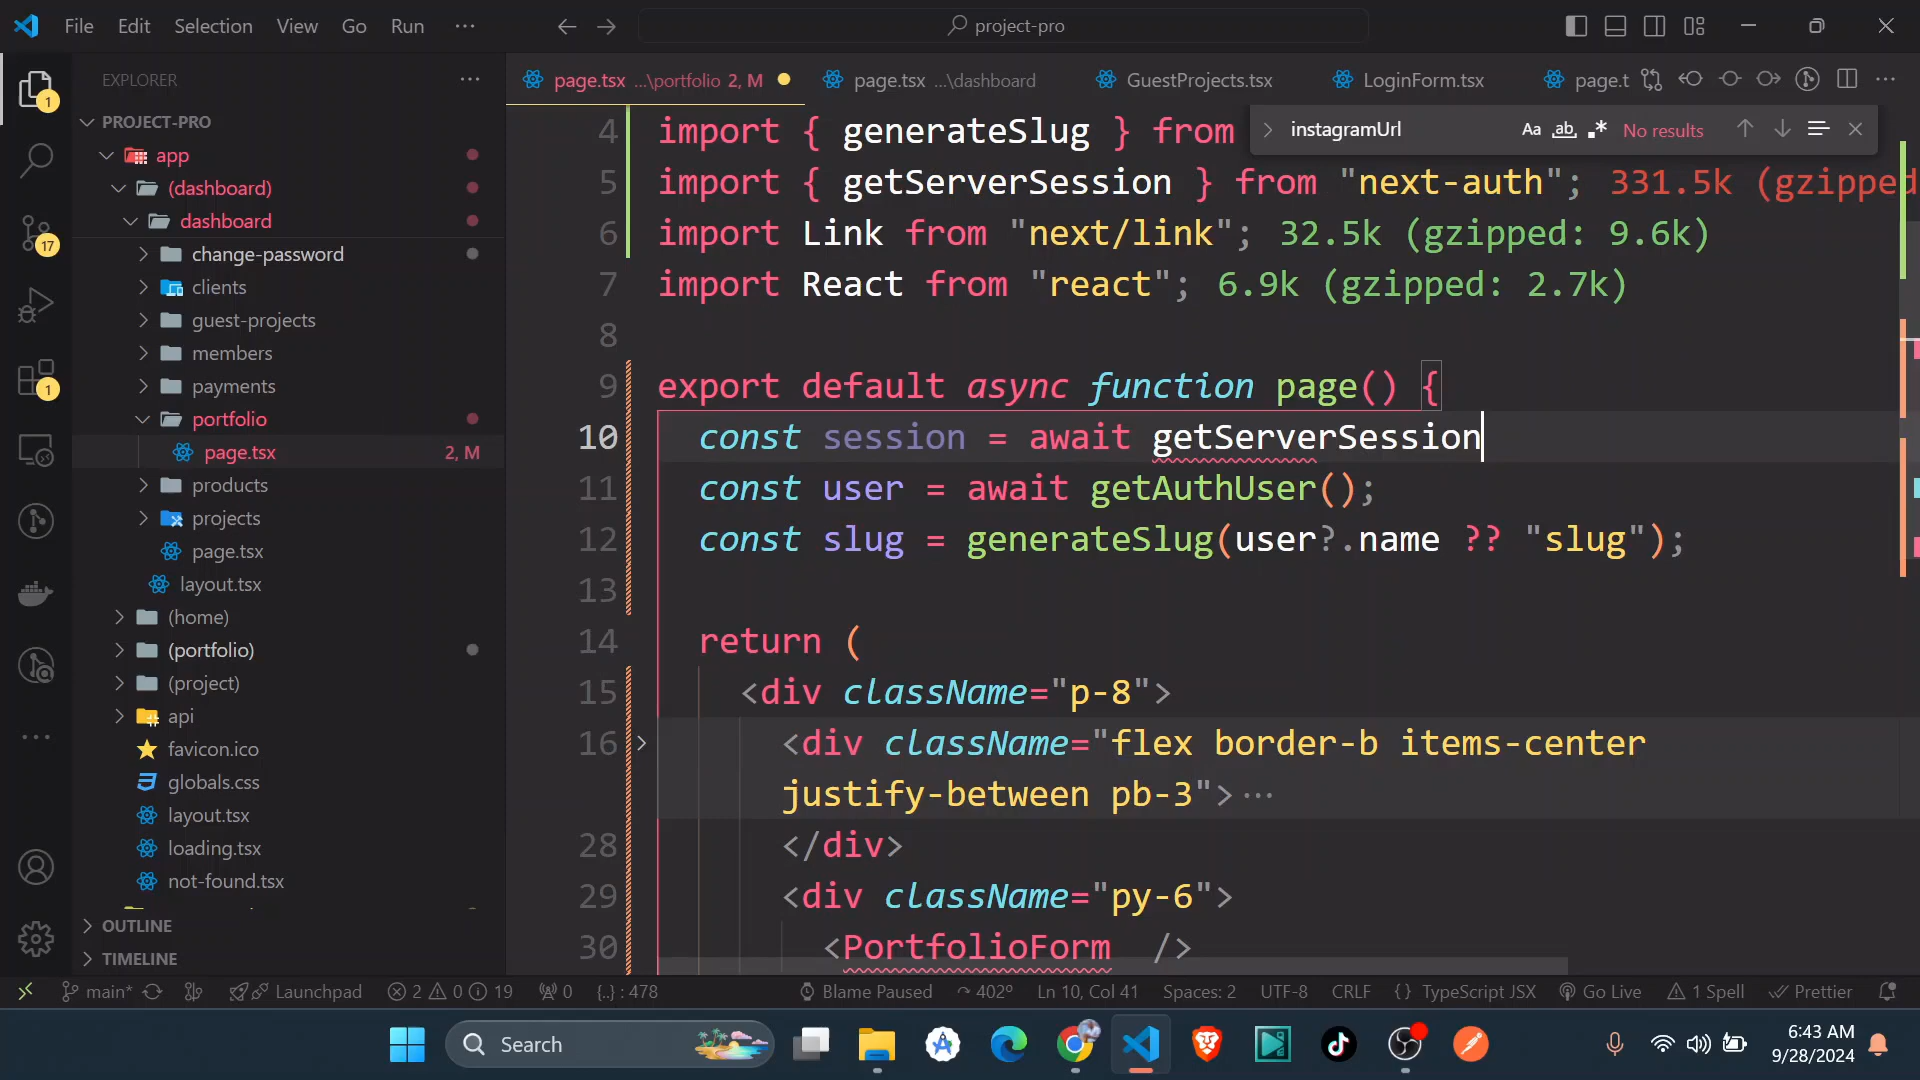 File Edit Selection View Go Run ···
project-pro
EXPLORER
PROJECT-PRO
app
(dashboard)
dashboard
change-password
clients
guest-projects
members
payments
portfolio
page.tsx 2, M
products
projects
page.tsx
layout.tsx
(home)
(portfolio)
(project)
api
favicon.ico
globals.css
layout.tsx
loading.tsx
not-found.tsx
OUTLINE
TIMELINE
1
17
1
page.tsx ...\portfolio 2, M
page.tsx ...\dashboard
GuestProjects.tsx
LoginForm.tsx
page.t
instagramUrl Aa ab .* No results
4 import { generateSlug } from
5 import { getServerSession } from "next-auth"; 331.5k (gzipped
6 import Link from "next/link"; 32.5k (gzipped: 9.6k)
7 import React from "react"; 6.9k (gzipped: 2.7k)
8
9 export default async function page() {
10 const session = await getServerSession
11 const user = await getAuthUser();
12 const slug = generateSlug(user?.name ?? "slug");
13
14 return (
15 <div className="p-8">
16 <div className="flex border-b items-center
justify-between pb-3">···
28 </div>
29 <div className="py-6">
30 <PortfolioForm />
main* Launchpad 2 0 19 0 {..} : 478 Blame Paused 402° Ln 10, Col 41 Spaces: 2 UTF-8 CRLF {} TypeScript JSX Go Live 1 Spell Prettier
Search
6:43 AM
9/28/2024